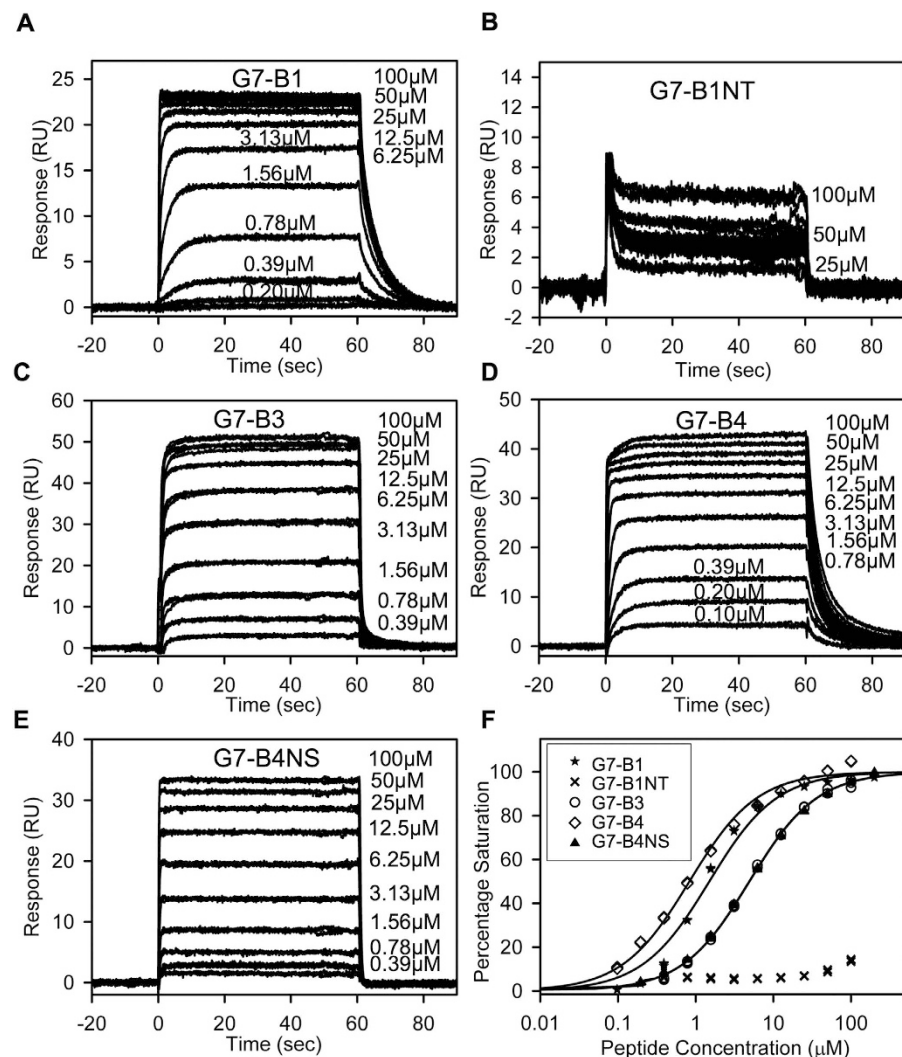 A
G7-B1
100µM
50µM
25µM
12.5µM
6.25µM
3.13µM
1.56µM
0.78µM
0.39µM
0.20µM
Response (RU)
25
20
15
10
5
0
-20 0 20 40 60 80
Time (sec)
B
G7-B1NT
100µM
50µM
25µM
Response (RU)
14
12
10
8
6
4
2
0
-2
-20 0 20 40 60 80
Time (sec)
C
G7-B3
100µM
50µM
25µM
12.5µM
6.25µM
3.13µM
1.56µM
0.78µM
0.39µM
Response (RU)
60
50
40
30
20
10
0
-20 0 20 40 60 80
Time (sec)
D
G7-B4
100µM
50µM
25µM
12.5µM
6.25µM
3.13µM
1.56µM
0.78µM
0.39µM
0.20µM
0.10µM
Response (RU)
40
30
20
10
0
-20 0 20 40 60 80
Time (sec)
E
G7-B4NS
100µM
50µM
25µM
12.5µM
6.25µM
3.13µM
1.56µM
0.78µM
0.39µM
Response (RU)
40
30
20
10
0
-20 0 20 40 60 80
Time (sec)
F
G7-B1
G7-B1NT
G7-B3
G7-B4
G7-B4NS
Percentage Saturation
100
80
60
40
20
0
0.01 0.1 1 10 100
Peptide Concentration (µM)